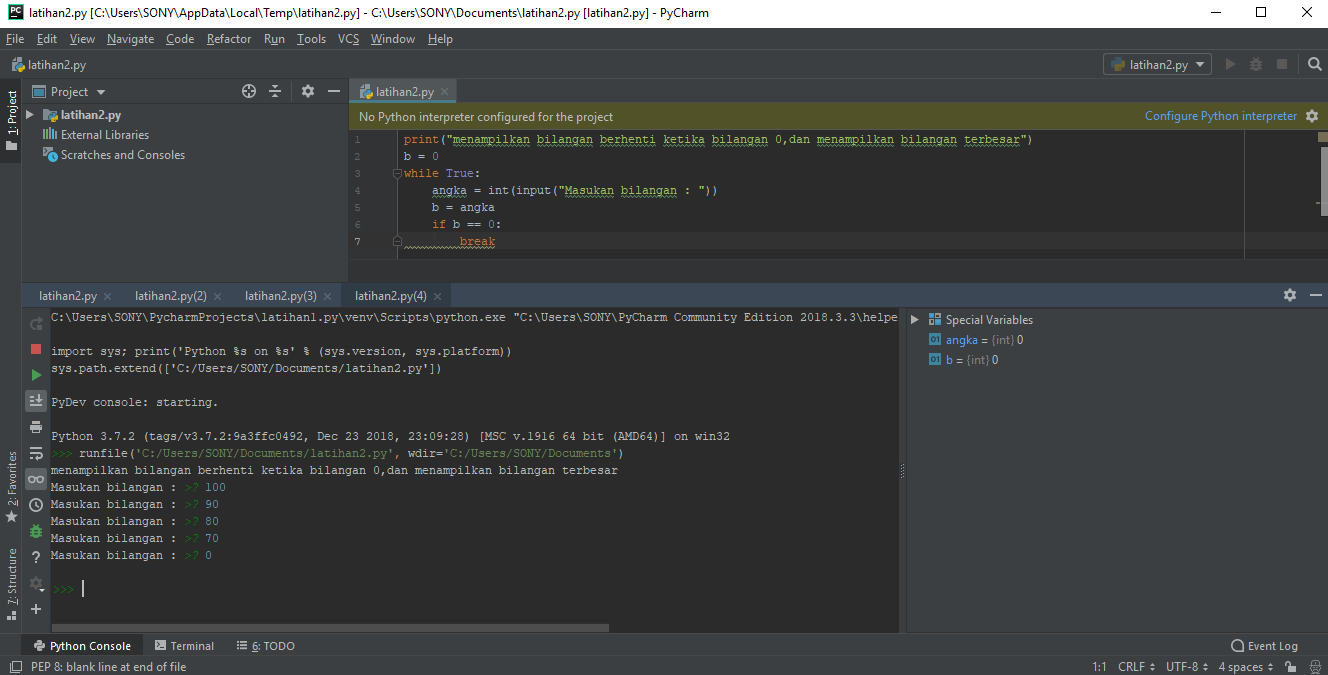 PC latihan2.py [C:\Users\SONY\AppData\Local\Temp\latihan2.py] - C:\Users\SONY\Documents\latihan2.py [latihan2.py] - PyCharm
File Edit View Navigate Code Refactor Run Tools VCS Window Help
latihan2.py latihan2.py
1: Project
Project latihan2.py
latihan2.py
External Libraries
Scratches and Consoles
No Python interpreter configured for the project Configure Python interpreter
1 print("menampilkan bilangan berhenti ketika bilangan 0,dan menampilkan bilangan terbesar")
2 b = 0
3 while True:
4 angka = int(input("Masukan bilangan : "))
5 b = angka
6 if b == 0:
7 break
latihan2.py latihan2.py(2) latihan2.py(3) latihan2.py(4)
C:\Users\SONY\PycharmProjects\latihan1.py\venv\Scripts\python.exe "C:\Users\SONY\PyCharm Community Edition 2018.3.3\helpe
import sys; print('Python %s on %s' % (sys.version, sys.platform))
sys.path.extend(['C:/Users/SONY/Documents/latihan2.py'])
PyDev console: starting.
Python 3.7.2 (tags/v3.7.2:9a3ffc0492, Dec 23 2018, 23:09:28) [MSC v.1916 64 bit (AMD64)] on win32
>>> runfile('C:/Users/SONY/Documents/latihan2.py', wdir='C:/Users/SONY/Documents')
menampilkan bilangan berhenti ketika bilangan 0,dan menampilkan bilangan terbesar
Masukan bilangan : >? 100
Masukan bilangan : >? 90
Masukan bilangan : >? 80
Masukan bilangan : >? 70
Masukan bilangan : >? 0
>>>
Special Variables
01 angka = {int} 0
01 b = {int} 0
2: Favorites
7: Structure
Python Console Terminal 6: TODO Event Log
PEP 8: blank line at end of file 1:1 CRLF UTF-8 4 spaces